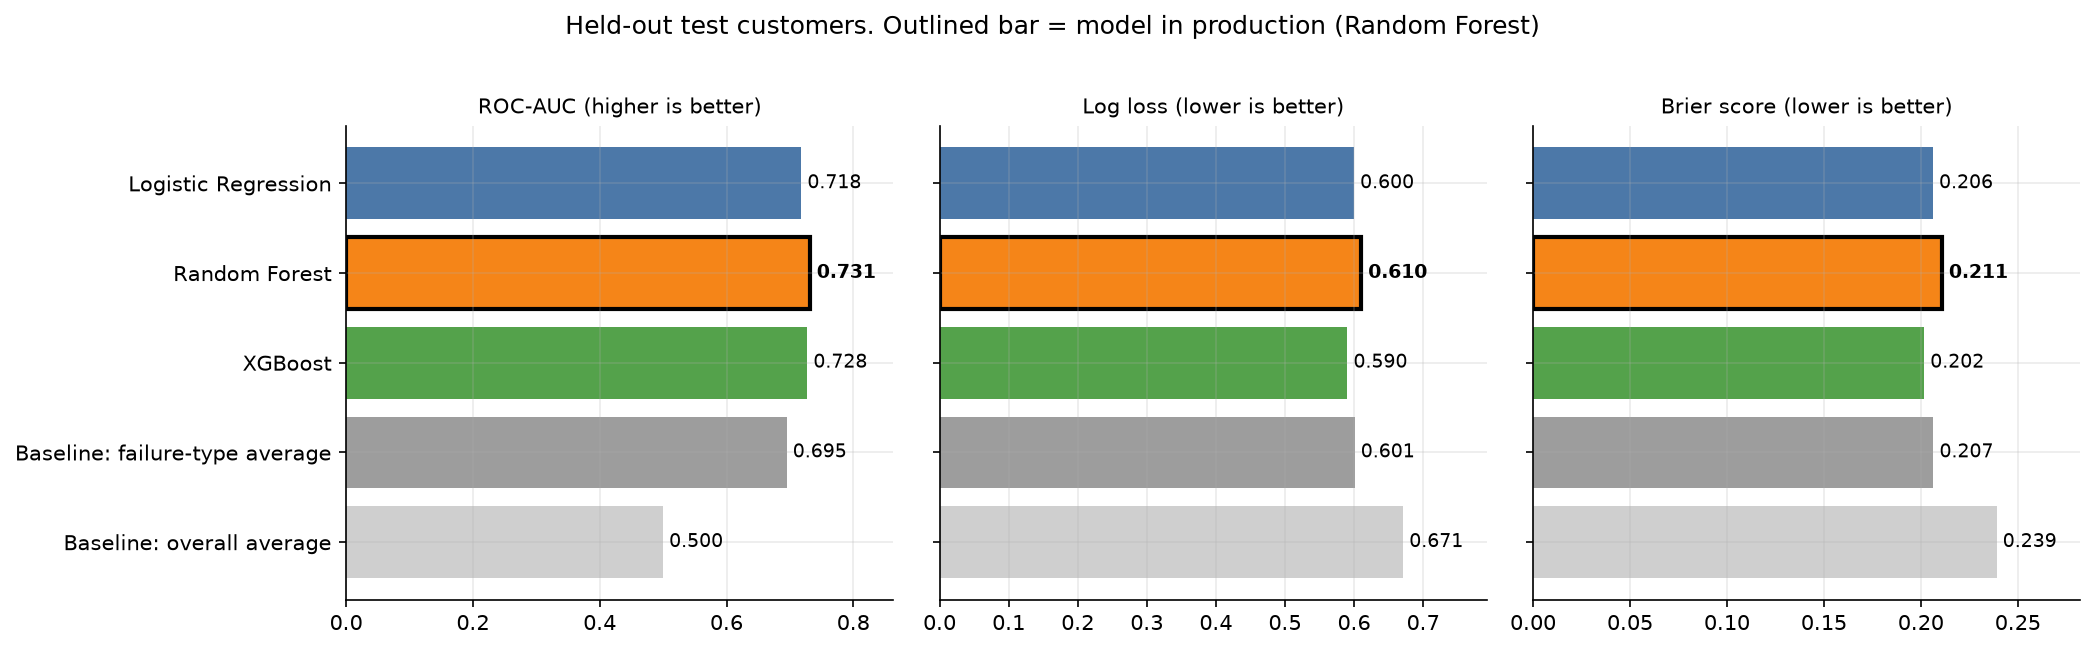 Held-out test customers. Outlined bar = model in production (Random Forest)
ROC-AUC (higher is better)
Log loss (lower is better)
Brier score (lower is better)
Logistic Regression
0.718
0.600
0.206
Random Forest
0.731
0.610
0.211
XGBoost
0.728
0.590
0.202
Baseline: failure-type average
0.695
0.601
0.207
Baseline: overall average
0.500
0.671
0.239
0.0 0.2 0.4 0.6 0.8
0.0 0.1 0.2 0.3 0.4 0.5 0.6 0.7
0.00 0.05 0.10 0.15 0.20 0.25